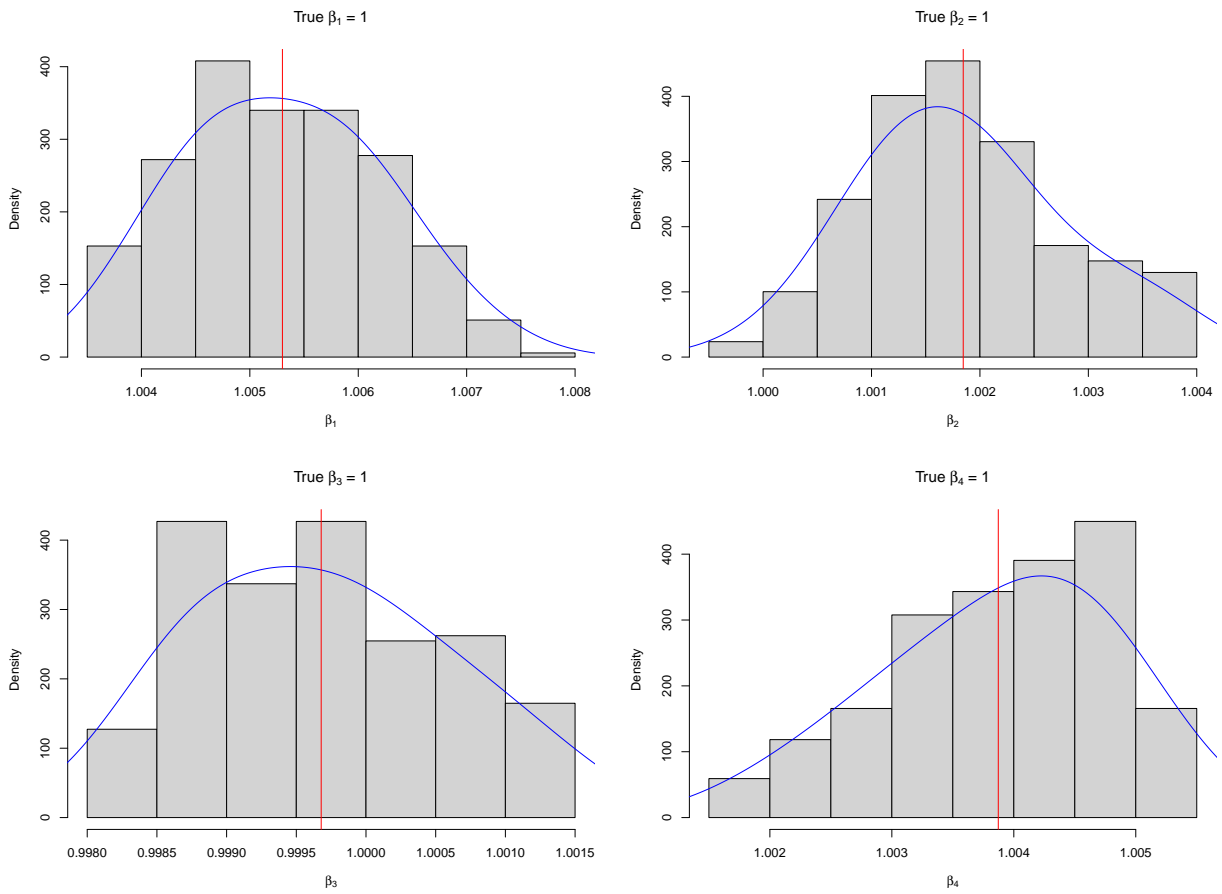 True β₁ = 1
Density
0 100 200 300 400
1.004 1.005 1.006 1.007 1.008
β₁
True β₂ = 1
Density
0 100 200 300 400
1.000 1.001 1.002 1.003 1.004
β₂
True β₃ = 1
Density
0 100 200 300 400
0.9980 0.9985 0.9990 0.9995 1.0000 1.0005 1.0010 1.0015
β₃
True β₄ = 1
Density
0 100 200 300 400
1.002 1.003 1.004 1.005
β₄